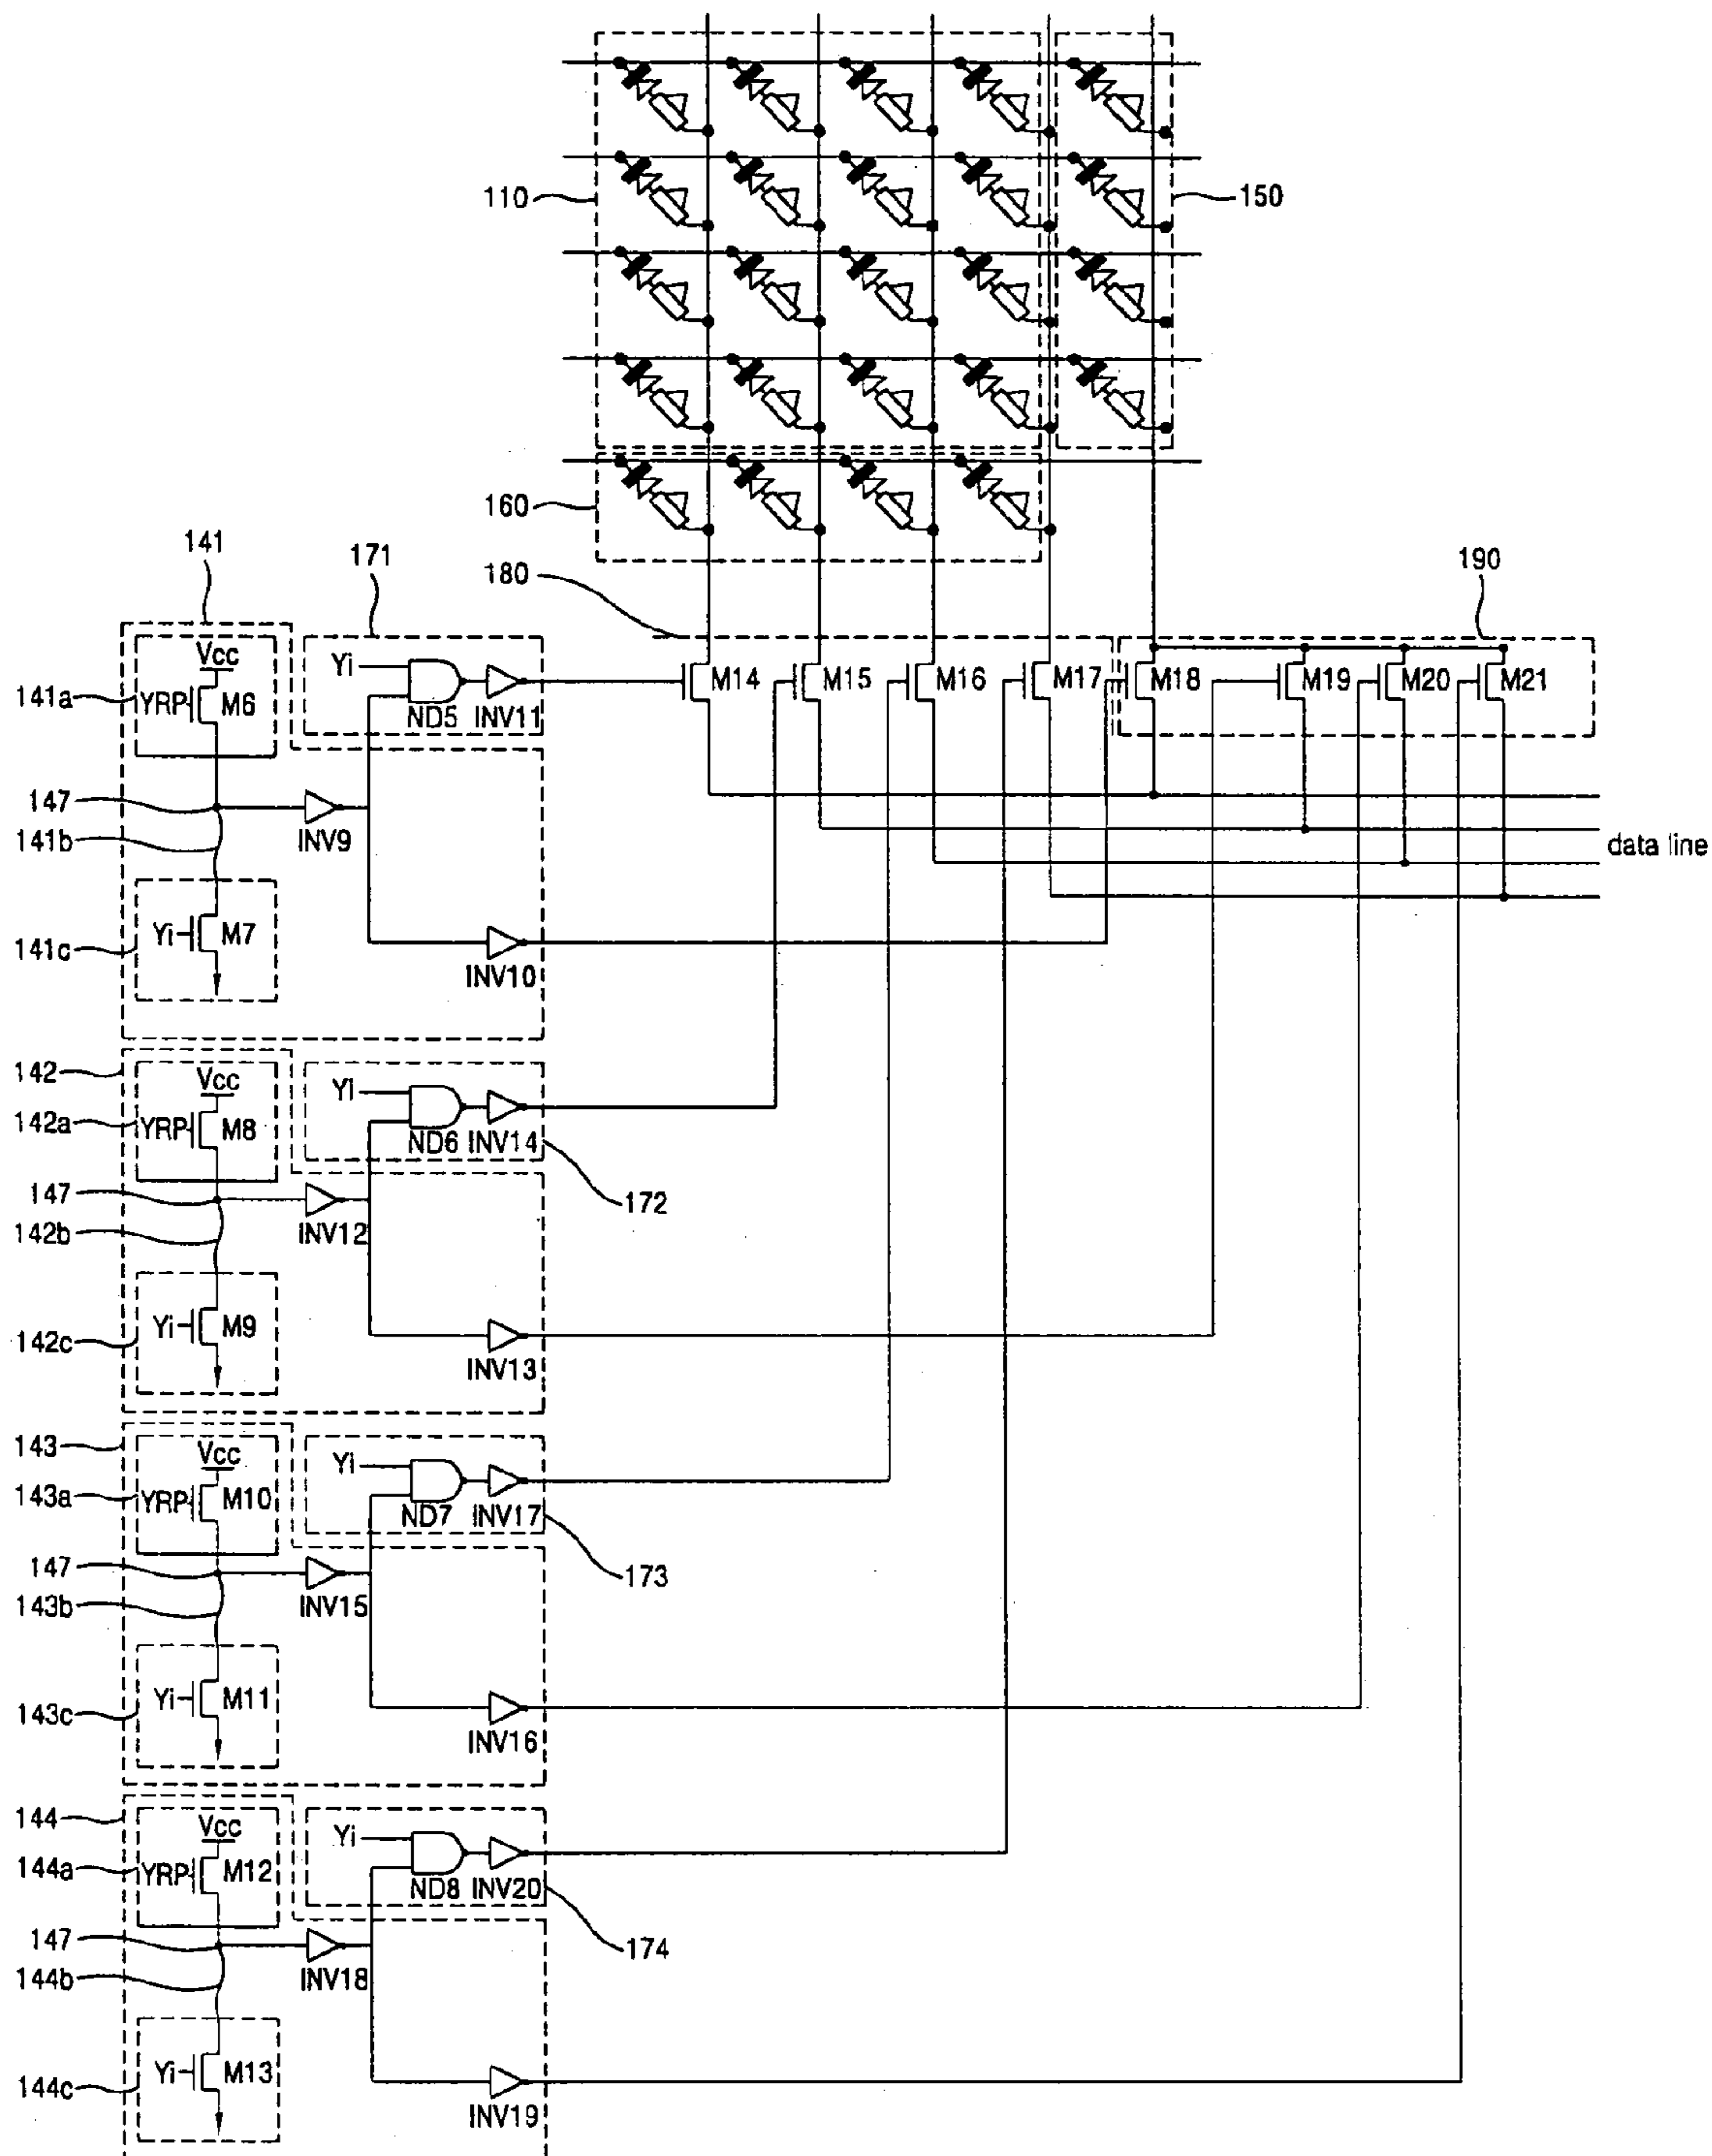 110
150
160
141
171
180
190
Vcc
Yi
141a
YRP
M6
ND5
INV11
M14
M15
M16
M17
M18
M19
M20
M21
147
141b
INV9
data line
Yi
M7
141c
INV10
142
Vcc
Yi
142a
YRP
M8
ND6
INV14
147
172
142b
INV12
Yi
M9
142c
INV13
143
Vcc
Yi
143a
YRP
M10
ND7
INV17
147
173
143b
INV15
Yi
M11
143c
INV16
144
Vcc
Yi
144a
YRP
M12
ND8
INV20
147
174
144b
INV18
Yi
M13
144c
INV19